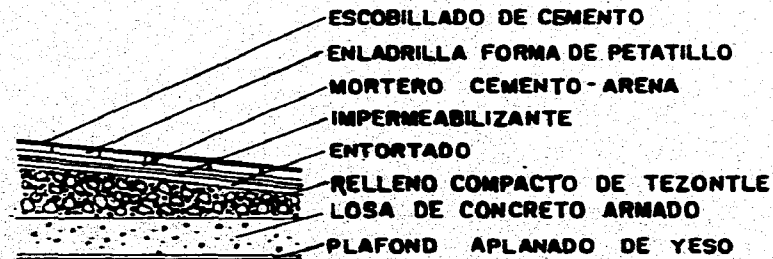 ESCOBILLADO DE CEMENTO
ENLADRILLA FORMA DE PETATILLO
MORTERO CEMENTO-ARENA
IMPERMEABILIZANTE
ENTORTADO
RELLENO COMPACTO DE TEZONTLE
LOSA DE CONCRETO ARMADO
PLAFOND APLANADO DE YESO